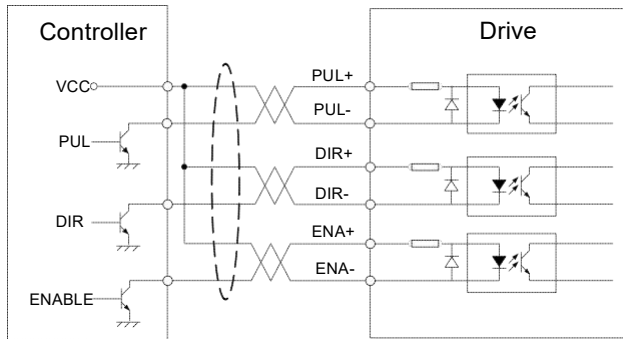 Controller
Drive
VCC
PUL+
PUL-
PUL
DIR+
DIR-
DIR
ENA+
ENA-
ENABLE